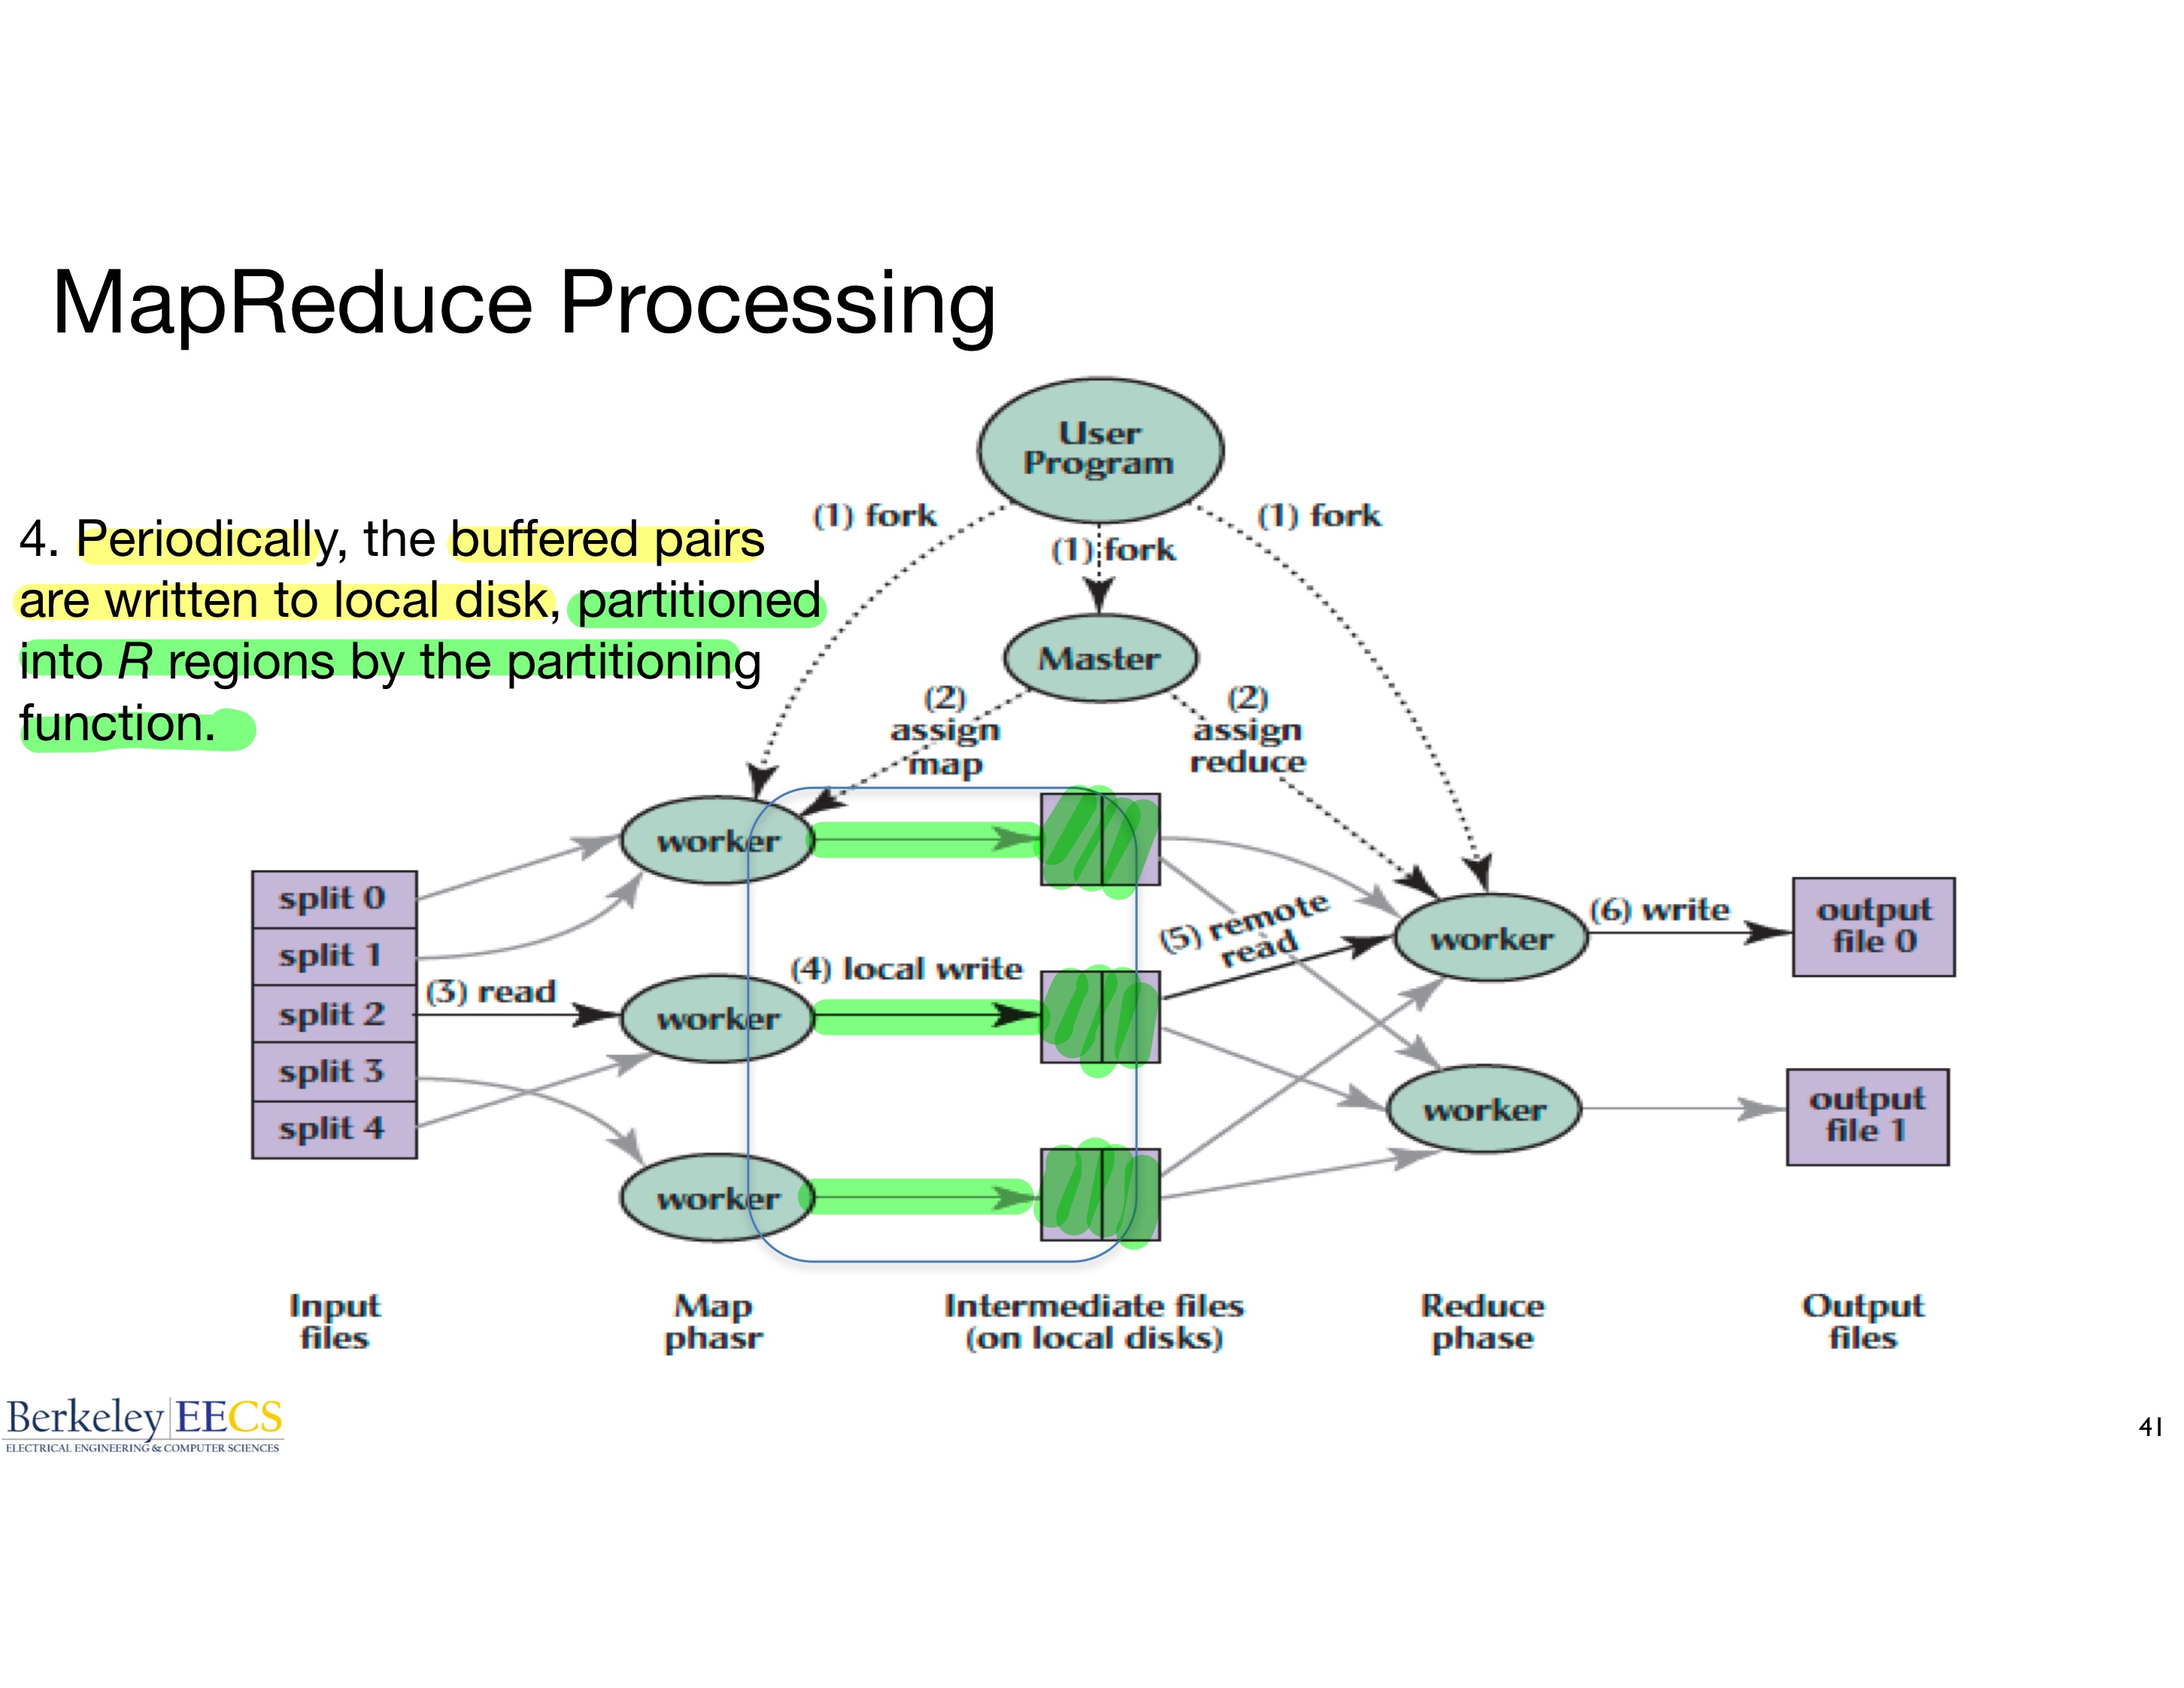 MapReduce Processing
4. Periodically, the buffered pairs
are written to local disk, partitioned
into R regions by the partitioning
function.
User
Program
(1) fork
(1) fork
(1) fork
Master
(2)
assign
map
(2)
assign
reduce
split 0
split 1
split 2
split 3
split 4
(3) read
worker
worker
worker
(4) local write
(5) remote
read
worker
worker
(6) write
output
file 0
output
file 1
Input
files
Map
phasr
Intermediate files
(on local disks)
Reduce
phase
Output
files
Berkeley EECS
ELECTRICAL ENGINEERING & COMPUTER SCIENCES
41